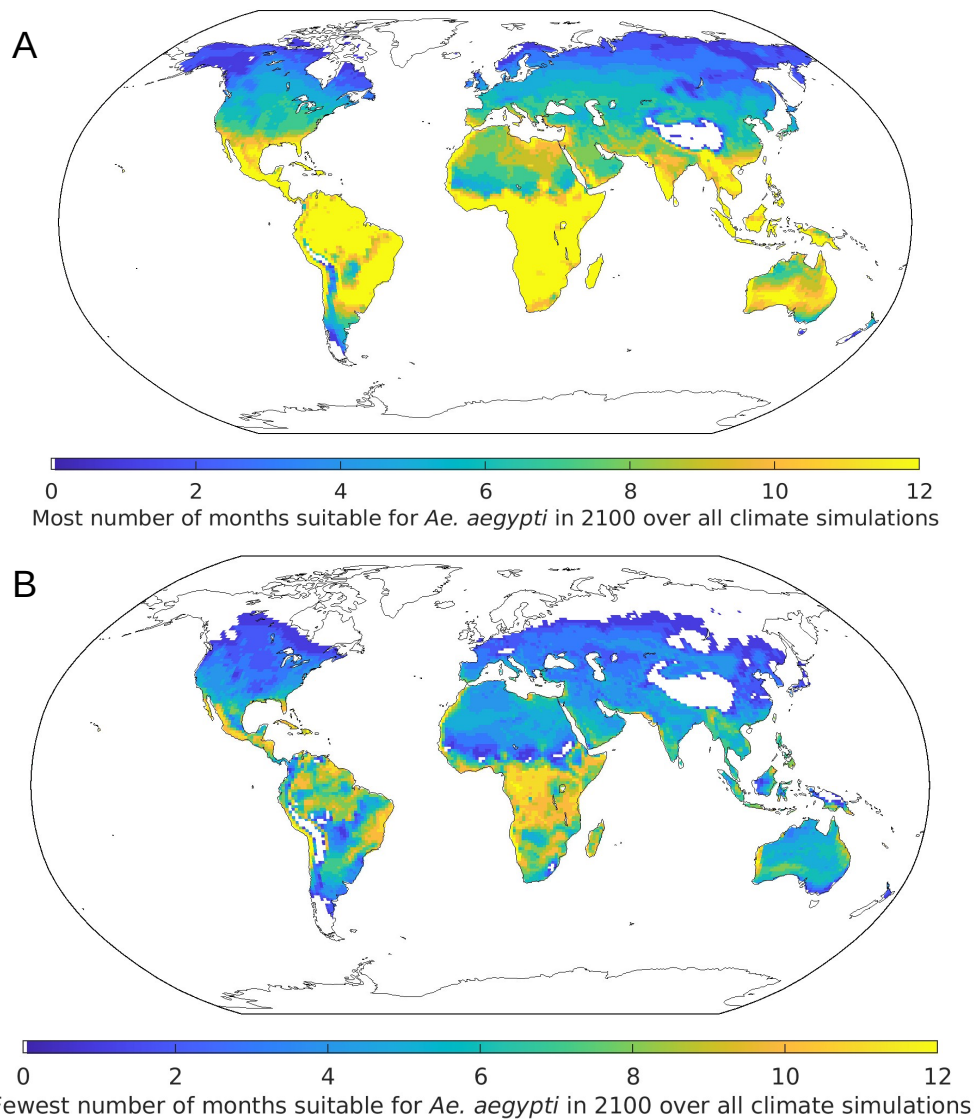 A
0 2 4 6 8 10 12
Most number of months suitable for Ae. aegypti in 2100 over all climate simulations
B
0 2 4 6 8 10 12
ewest number of months suitable for Ae. aegypti in 2100 over all climate simulations